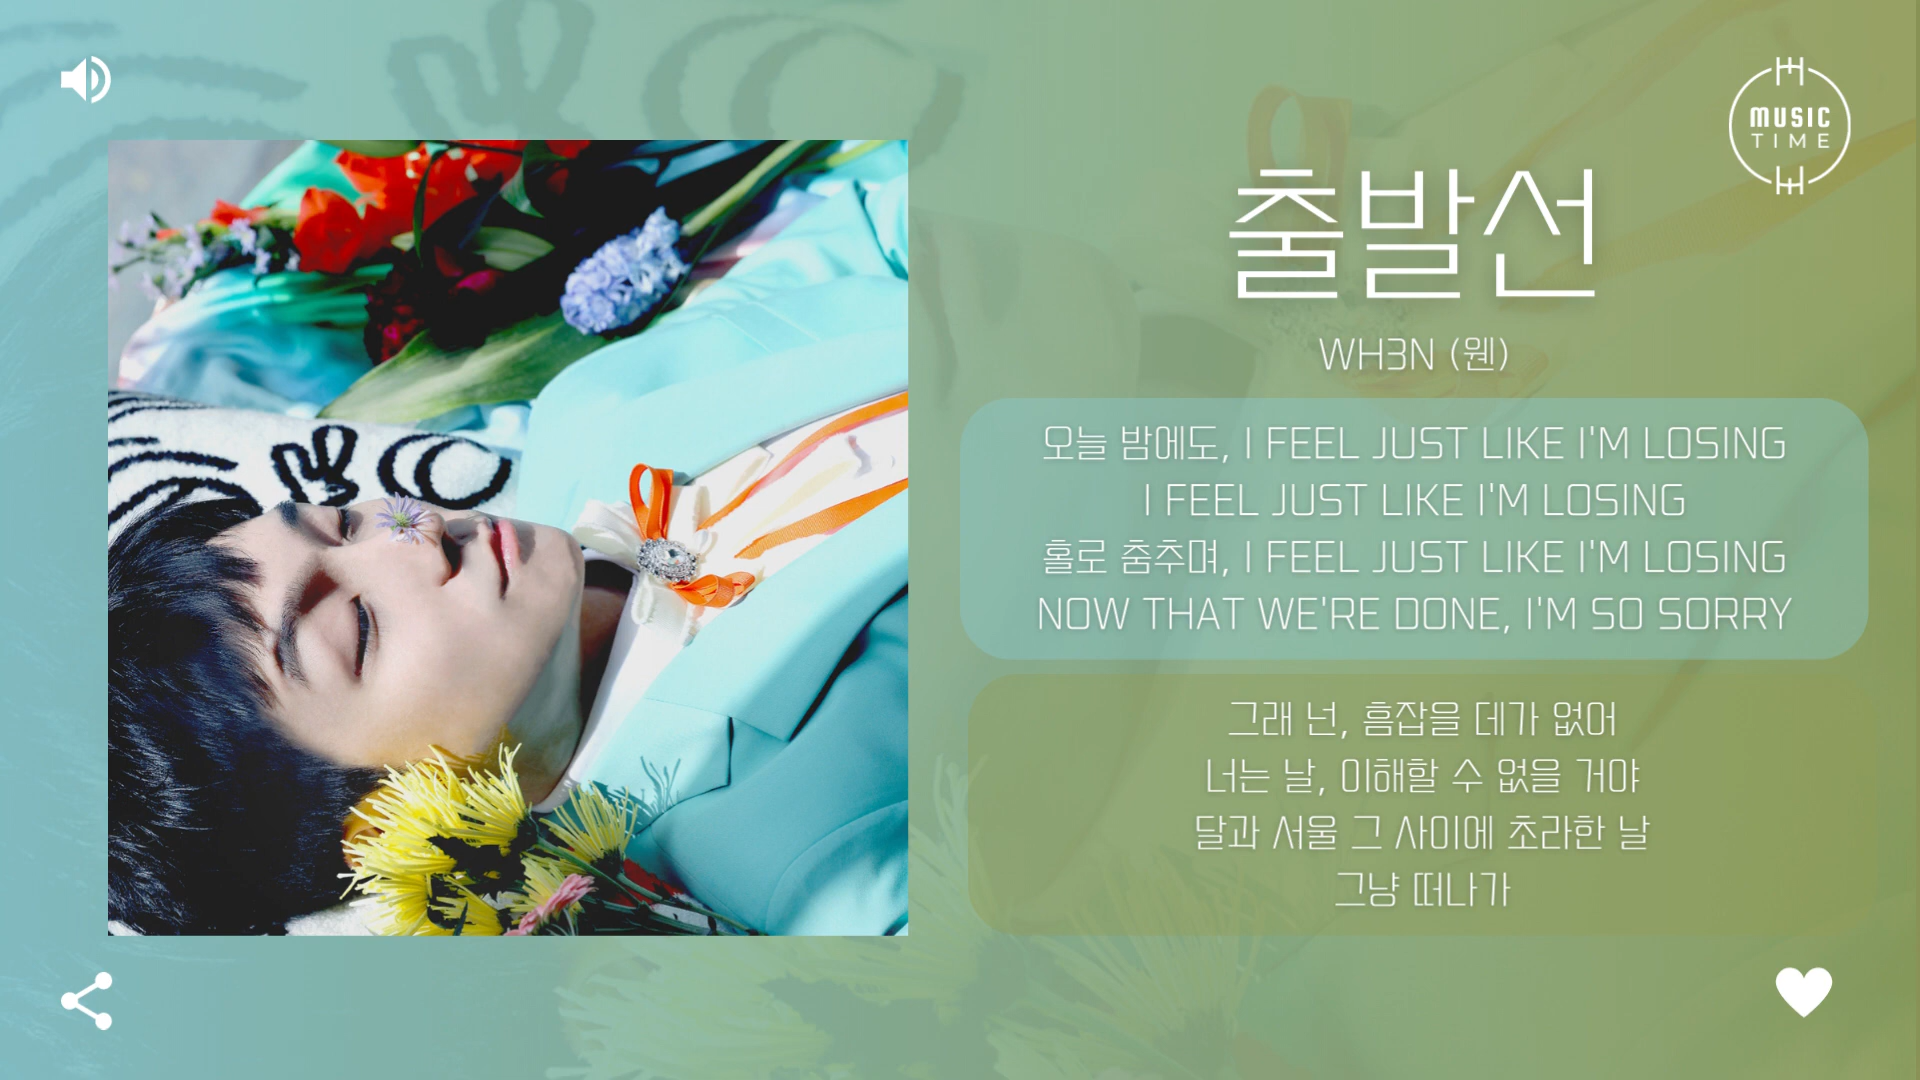 MUSIC
TIME
출발선
WH3N (웬)
오늘 밤에도, I FEEL JUST LIKE I'M LOSING
I FEEL JUST LIKE I'M LOSING
홀로 춤추며, I FEEL JUST LIKE I'M LOSING
NOW THAT WE'RE DONE, I'M SO SORRY
그래 넌, 흠잡을 데가 없어
너는 날, 이해할 수 없을 거야
달과 서울 그 사이에 초라한 날
그냥 떠나가